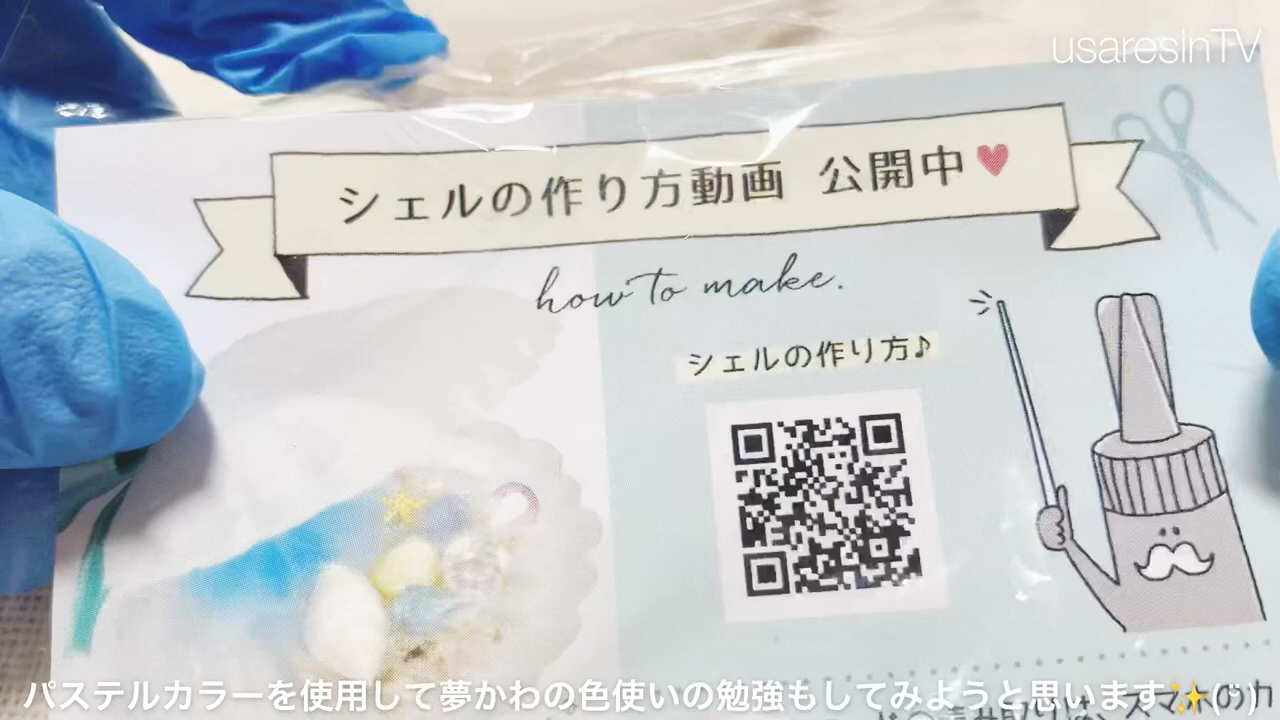 usaresinTV
シェルの作り方動画 公開中♥
how to make.
シェルの作り方♪
パステルカラーを使用して夢かわの色使いの勉強もしてみようと思います✨(¨̮)